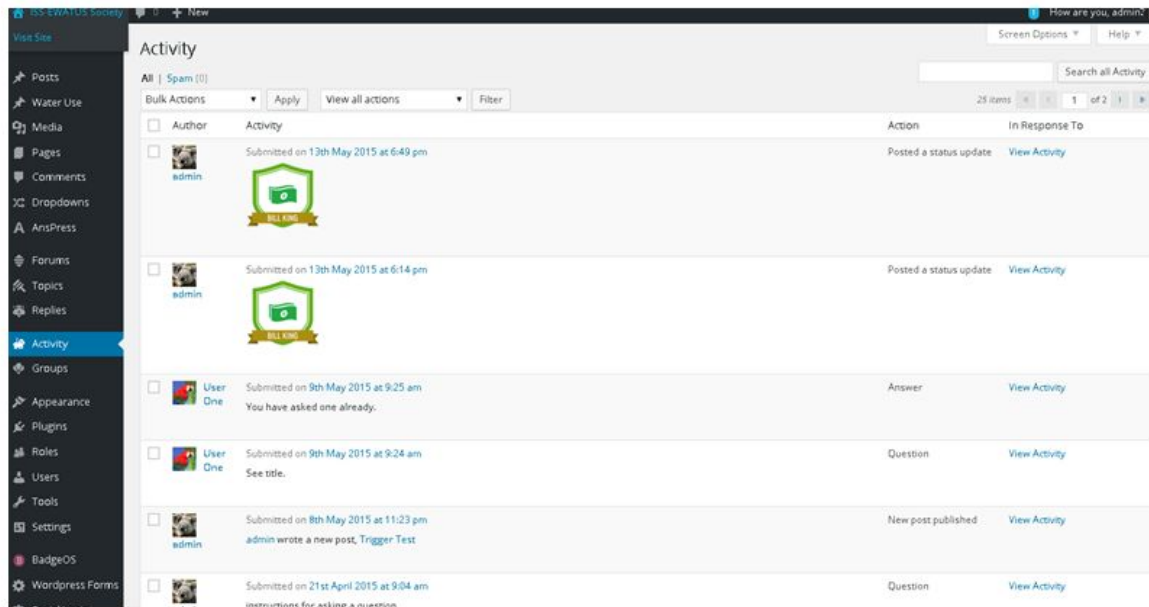 ISS-EWATUS Society 0 + New 1 How are you, admin?
Visit Site
Screen Options ▼ Help ▼
Activity
All | Spam (0)
Search all Activity
Bulk Actions ▼ Apply View all actions ▼ Filter
25 items « ‹ 1 of 2 › »
Author Activity Action In Response To
admin
Submitted on 13th May 2015 at 6:49 pm
BILL KING
Posted a status update View Activity
admin
Submitted on 13th May 2015 at 6:14 pm
BILL KING
Posted a status update View Activity
User One
Submitted on 9th May 2015 at 9:25 am
You have asked one already.
Answer View Activity
User One
Submitted on 9th May 2015 at 9:24 am
See title.
Question View Activity
admin
Submitted on 8th May 2015 at 11:23 pm
admin wrote a new post, Trigger Test
New post published View Activity
Submitted on 21st April 2015 at 9:04 am
instructions for asking a question
Question View Activity
Posts
Water Use
Media
Pages
Comments
Dropdowns
AnsPress
Forums
Topics
Replies
Activity
Groups
Appearance
Plugins
Roles
Users
Tools
Settings
BadgeOS
Wordpress Forms